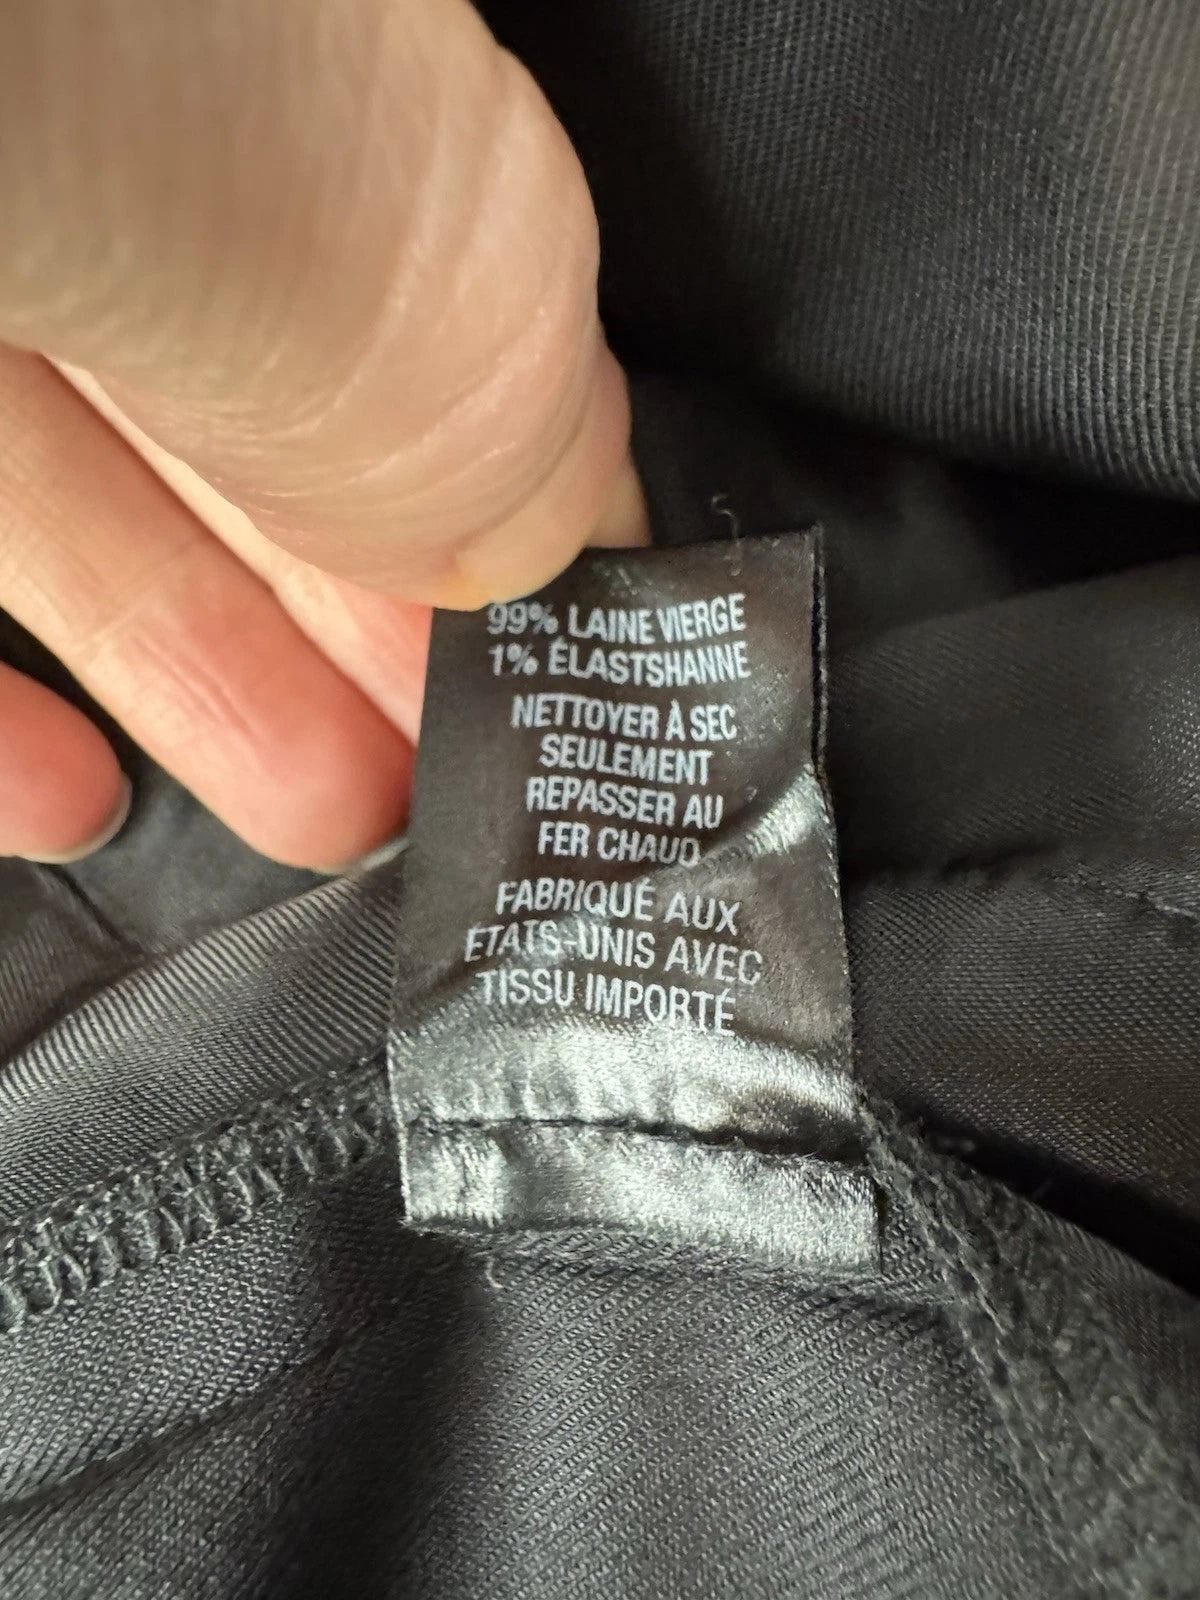 99% LAINE VIERGE
1% ÉLASTSHANNE
NETTOYER À SEC
SEULEMENT
REPASSER AU
FER CHAUD
FABRIQUÉ AUX
ETATS-UNIS AVEC
TISSU IMPORTÉ